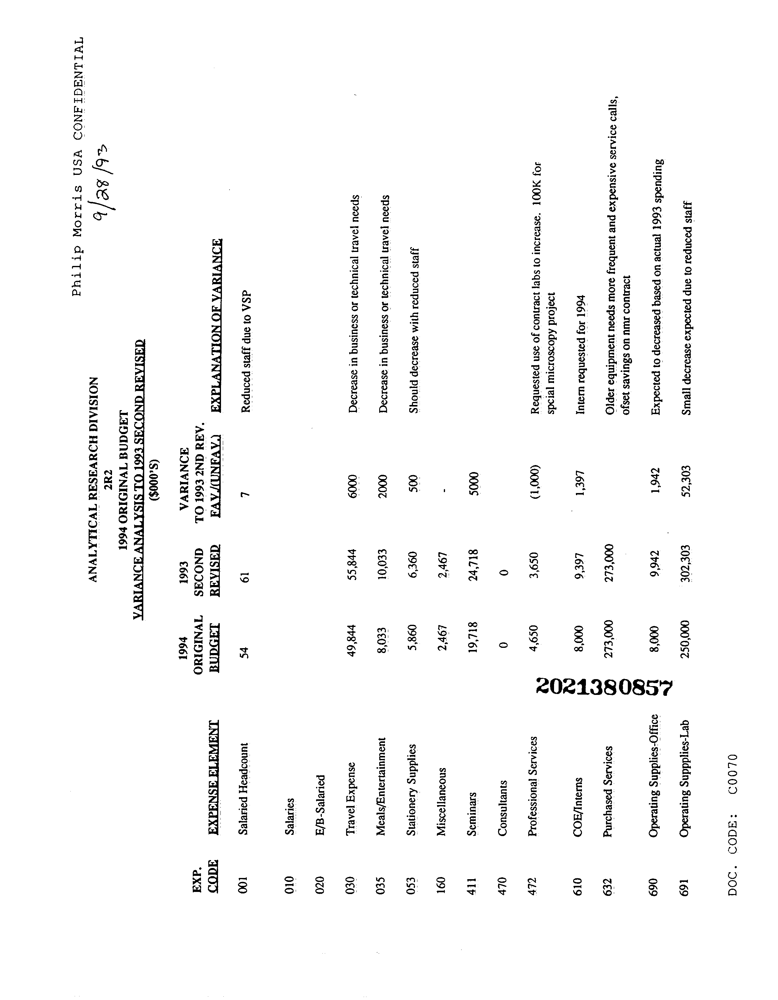 Philip Morris USA CONFIDENTIAL
9/28/93
ANALYTICAL RESEARCH DIVISION
2R2
1994 ORIGINAL BUDGET
VARIANCE ANALYSIS TO 1993 SECOND REVISED
($000'S)
EXP. CODE EXPENSE ELEMENT 1994 ORIGINAL BUDGET 1993 SECOND REVISED VARIANCE TO 1993 2ND REV. FAV./(UNFAV.) EXPLANATION OF VARIANCE
001 Salaried Headcount 54 61 7 Reduced staff due to VSP
010 Salaries
020 E/B-Salaried
030 Travel Expense 49,844 55,844 6000 Decrease in business or technical travel needs
035 Meals/Entertainment 8,033 10,033 2000 Decrease in business or technical travel needs
053 Stationery Supplies 5,860 6,360 500 Should decrease with reduced staff
160 Miscellaneous 2,467 2,467 -
411 Seminars 19,718 24,718 5000
470 Consultants 0 0
472 Professional Services 4,650 3,650 (1,000) Requested use of contract labs to increase. 100K for
spcial microscopy project
610 COE/Interns 8,000 9,397 1,397 Intern requested for 1994
632 Purchased Services 273,000 273,000 Older equipment needs more frequent and expensive service calls,
ofset savings on nmr contract
690 Operating Supplies-Office 8,000 9,942 1,942 Expected to decreased based on actual 1993 spending
691 Operating Suppplies-Lab 250,000 302,303 52,303 Small decrease expected due to reduced staff
2021380857
DOC. CODE: C0070